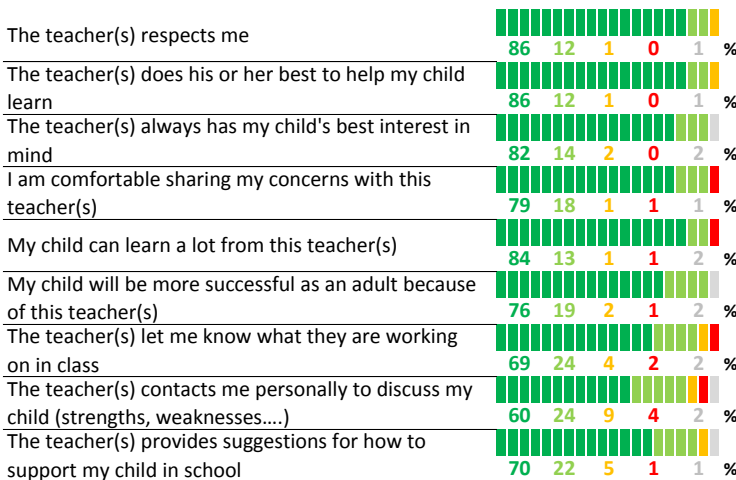 The teacher(s) respects me
86 12 1 0 1 %
The teacher(s) does his or her best to help my child
learn
86 12 1 0 1 %
The teacher(s) always has my child's best interest in
mind
82 14 2 0 2 %
I am comfortable sharing my concerns with this
teacher(s)
79 18 1 1 1 %
My child can learn a lot from this teacher(s)
84 13 1 1 2 %
My child will be more successful as an adult because
of this teacher(s)
76 19 2 1 2 %
The teacher(s) let me know what they are working
on in class
69 24 4 2 2 %
The teacher(s) contacts me personally to discuss my
child (strengths, weaknesses….)
60 24 9 4 2 %
The teacher(s) provides suggestions for how to
support my child in school
70 22 5 1 1 %